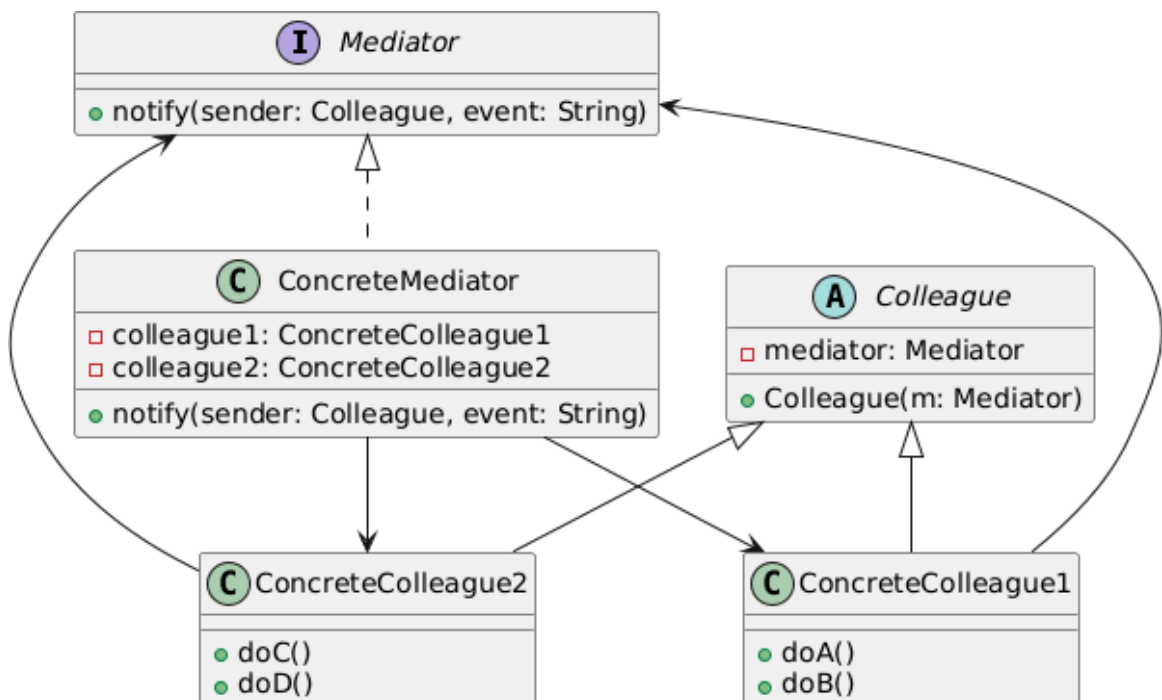 I Mediator
notify(sender: Colleague, event: String)
C ConcreteMediator
colleague1: ConcreteColleague1
colleague2: ConcreteColleague2
notify(sender: Colleague, event: String)
A Colleague
mediator: Mediator
Colleague(m: Mediator)
C ConcreteColleague2
doC()
doD()
C ConcreteColleague1
doA()
doB()